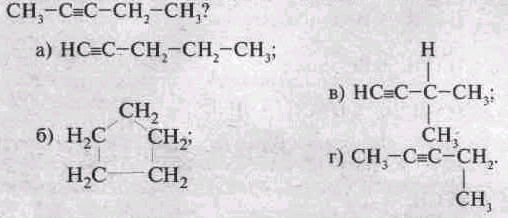 CH₃–C≡C–CH₂–CH₃?
а) HC≡C–CH₂–CH₂–CH₃;
б) H₂C CH₂ CH₂;
H₂C CH₂
H
в) HC≡C–C–CH₃;
CH₃
г) CH₃–C≡C–CH₂.
CH₃